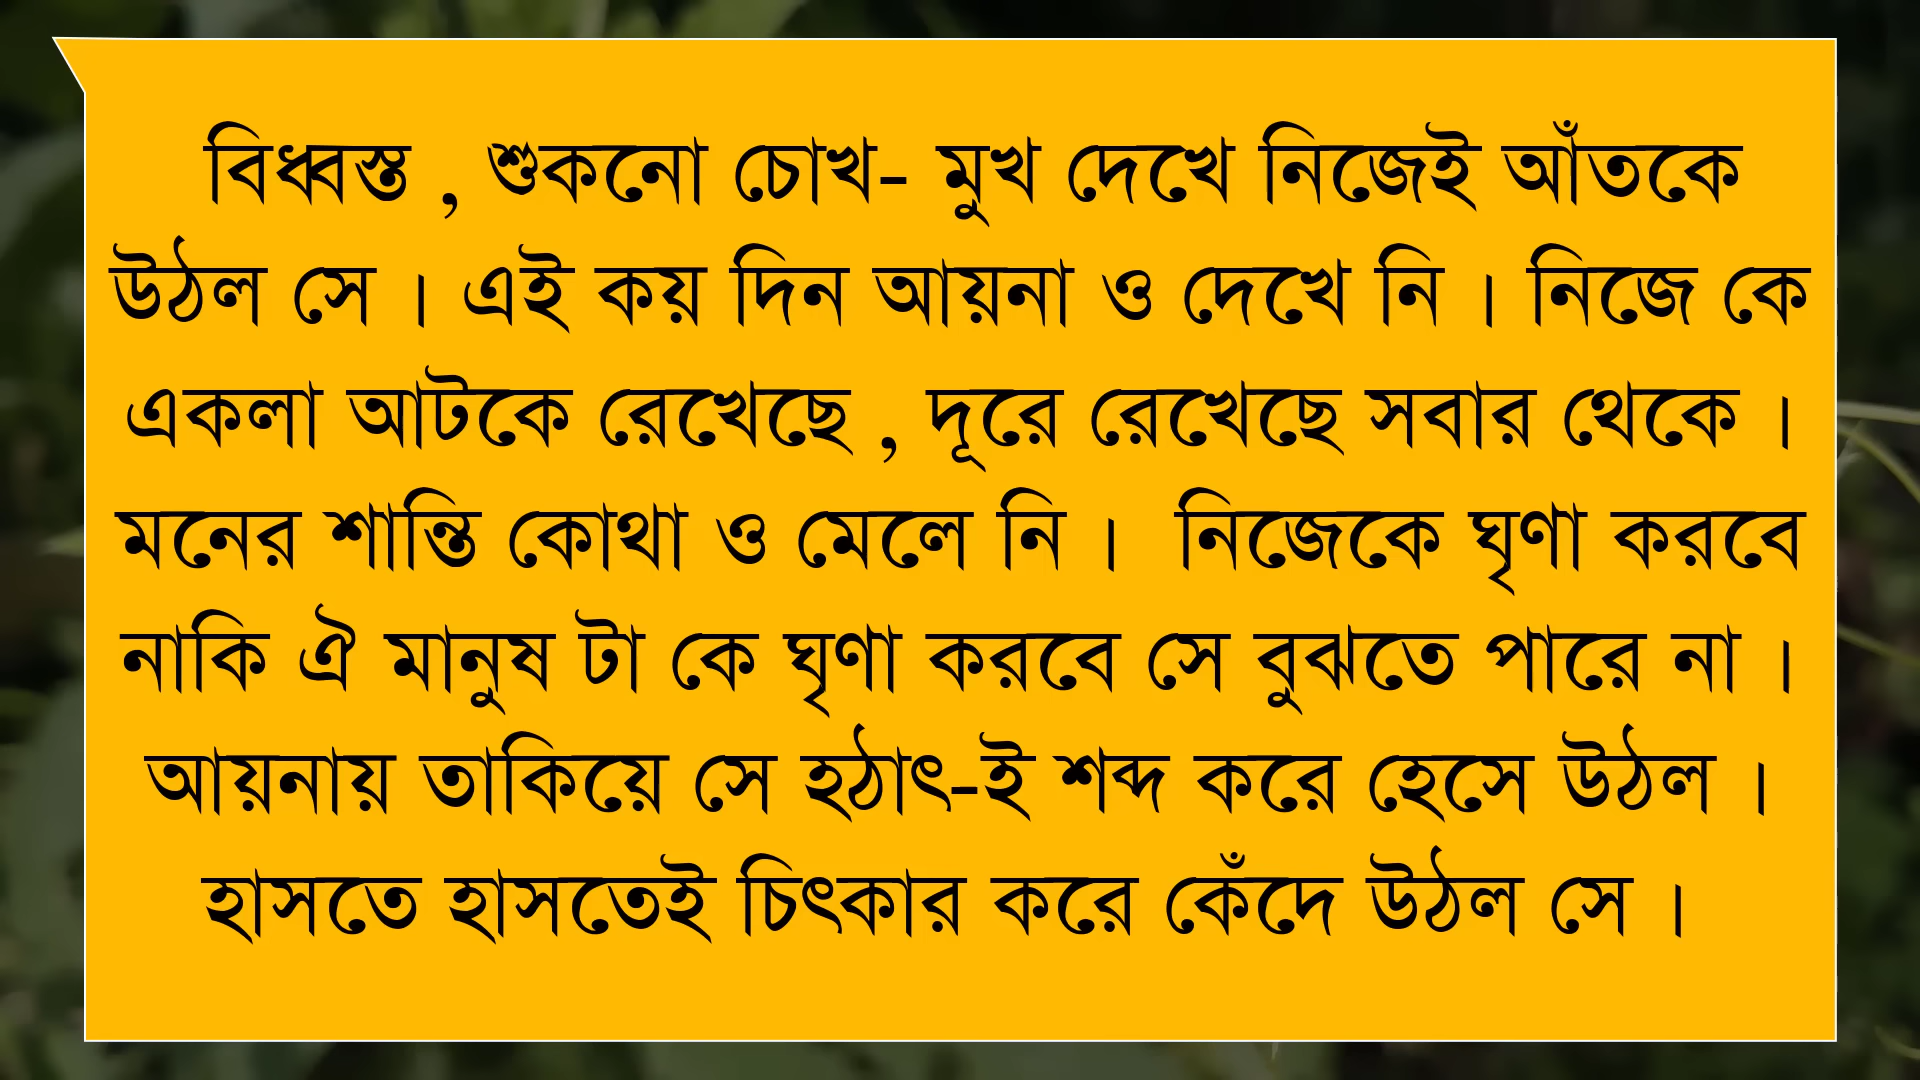 বিধ্বস্ত , শুকনো চোখ- মুখ দেখে নিজেই আঁতকে
উঠল সে । এই কয় দিন আয়না ও দেখে নি । নিজে কে
একলা আটকে রেখেছে , দূরে রেখেছে সবার থেকে ।
মনের শান্তি কোথা ও মেলে নি । নিজেকে ঘৃণা করবে
নাকি ঐ মানুষ টা কে ঘৃণা করবে সে বুঝতে পারে না ।
আয়নায় তাকিয়ে সে হঠাৎ-ই শব্দ করে হেসে উঠল ।
হাসতে হাসতেই চিৎকার করে কেঁদে উঠল সে ।